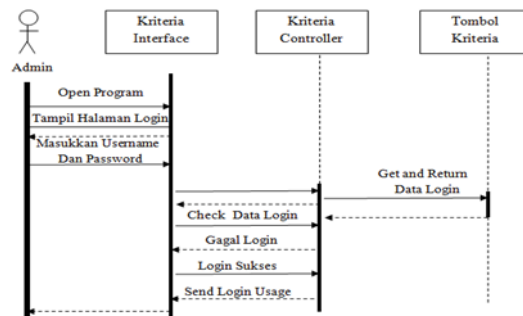 Kriteria
Interface
Kriteria
Controller
Tombol
Kriteria
Admin
Open Program
Tampil Halaman Login
Masukkan Username
Dan Password
Get and Return
Data Login
Check Data Login
Gagal Login
Login Sukses
Send Login Usage